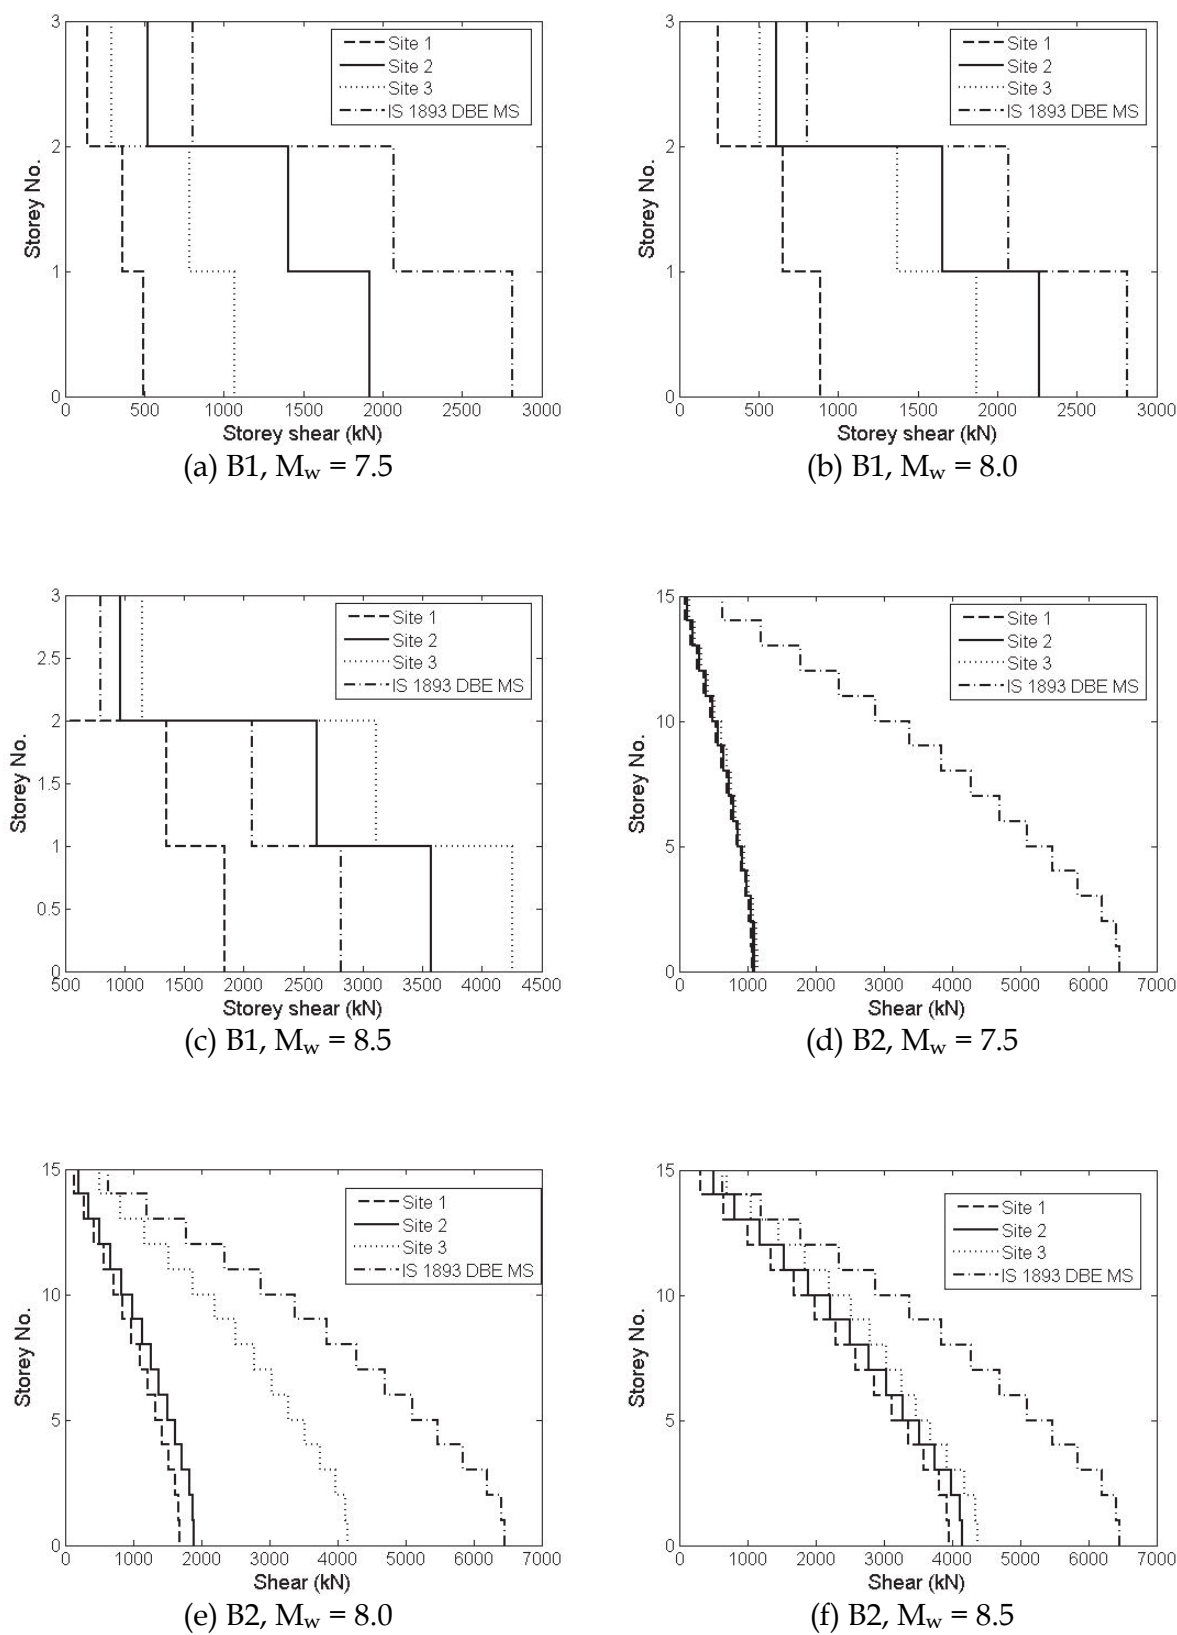 3
2
1
0
Storey No.
Site 1
Site 2
Site 3
IS 1893 DBE MS
0 500 1000 1500 2000 2500 3000
Storey shear (kN)
(a) B1, Mw = 7.5
3
2
1
0
Storey No.
Site 1
Site 2
Site 3
IS 1893 DBE MS
0 500 1000 1500 2000 2500 3000
Storey shear (kN)
(b) B1, Mw = 8.0
3
2.5
2
1.5
1
0.5
0
Storey No.
Site 1
Site 2
Site 3
IS 1893 DBE MS
500 1000 1500 2000 2500 3000 3500 4000 4500
Storey shear (kN)
(c) B1, Mw = 8.5
15
10
5
0
Storey No.
Site 1
Site 2
Site 3
IS 1893 DBE MS
0 1000 2000 3000 4000 5000 6000 7000
Shear (kN)
(d) B2, Mw = 7.5
15
10
5
0
Storey No.
Site 1
Site 2
Site 3
IS 1893 DBE MS
0 1000 2000 3000 4000 5000 6000 7000
Shear (kN)
(e) B2, Mw = 8.0
15
10
5
0
Storey No.
Site 1
Site 2
Site 3
IS 1893 DBE MS
0 1000 2000 3000 4000 5000 6000 7000
Shear (kN)
(f) B2, Mw = 8.5